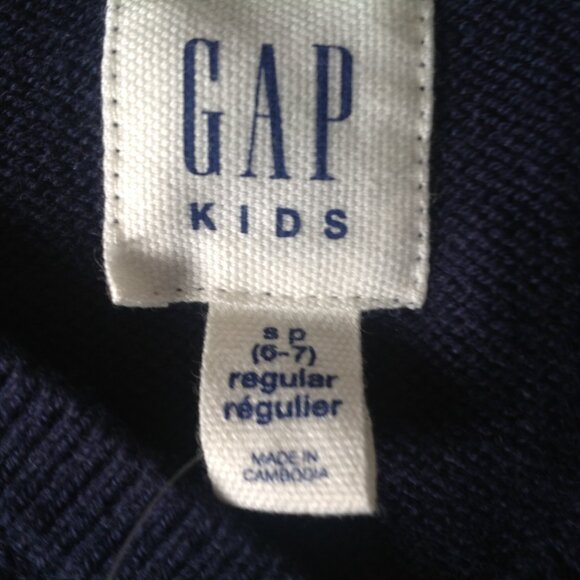 GAP
KIDS
s p
(6-7)
regular
régulier
MADE IN
CAMBODIA